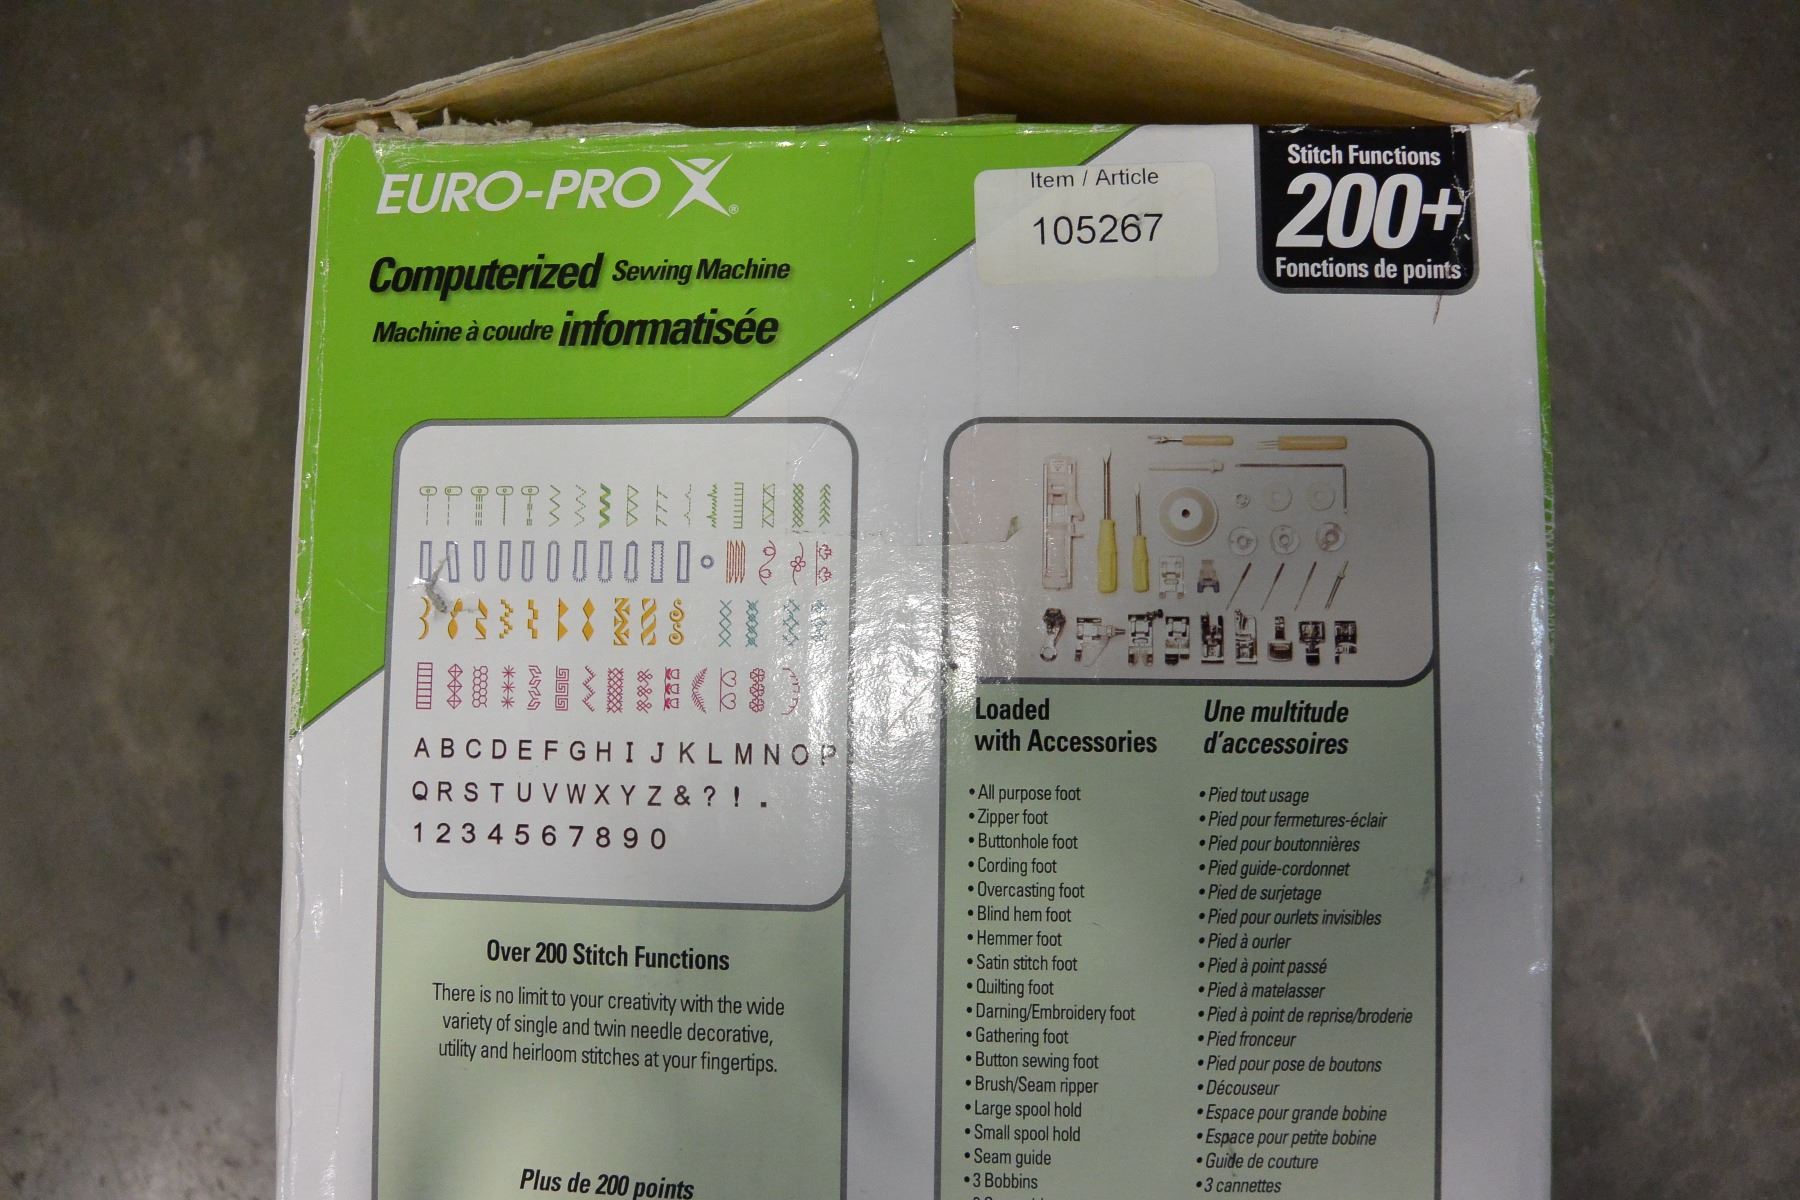 EURO-PRO X®
Computerized Sewing Machine
Machine à coudre informatisée
Item / Article
105267
Stitch Functions
200+
Fonctions de points
A B C D E F G H I J K L M N O P
Q R S T U V W X Y Z & ? ! .
1 2 3 4 5 6 7 8 9 0
Over 200 Stitch Functions
There is no limit to your creativity with the wide
variety of single and twin needle decorative,
utility and heirloom stitches at your fingertips.
Plus de 200 points
Loaded
with Accessories
• All purpose foot
• Zipper foot
• Buttonhole foot
• Cording foot
• Overcasting foot
• Blind hem foot
• Hemmer foot
• Satin stitch foot
• Quilting foot
• Darning/Embroidery foot
• Gathering foot
• Button sewing foot
• Brush/Seam ripper
• Large spool hold
• Small spool hold
• Seam guide
• 3 Bobbins
Une multitude
d'accessoires
• Pied tout usage
• Pied pour fermetures-éclair
• Pied pour boutonnières
• Pied guide-cordonnet
• Pied de surjetage
• Pied pour ourlets invisibles
• Pied à ourler
• Pied à point passé
• Pied à matelasser
• Pied à point de reprise/broderie
• Pied fronceur
• Pied pour pose de boutons
• Découseur
• Espace pour grande bobine
• Espace pour petite bobine
• Guide de couture
• 3 cannettes